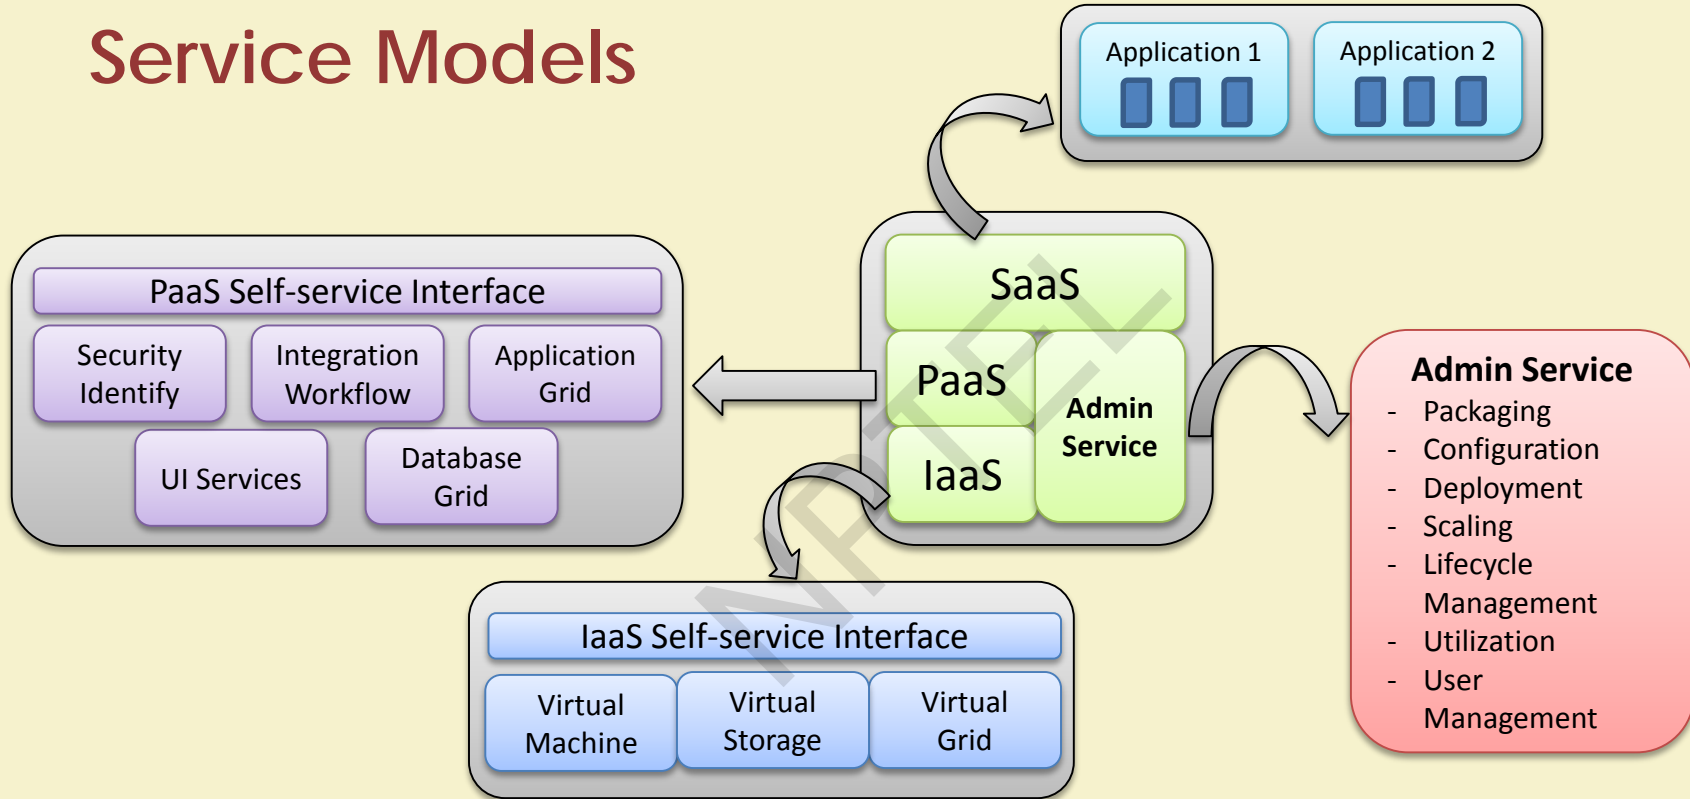 Service Models
Application 1
Application 2
SaaS
PaaS
IaaS
Admin
Service
PaaS Self-service Interface
Security
Identify
Integration
Workflow
Application
Grid
UI Services
Database
Grid
IaaS Self-service Interface
Virtual
Machine
Virtual
Storage
Virtual
Grid
Admin Service
- Packaging
- Configuration
- Deployment
- Scaling
- Lifecycle
Management
- Utilization
- User
Management
NPTEL